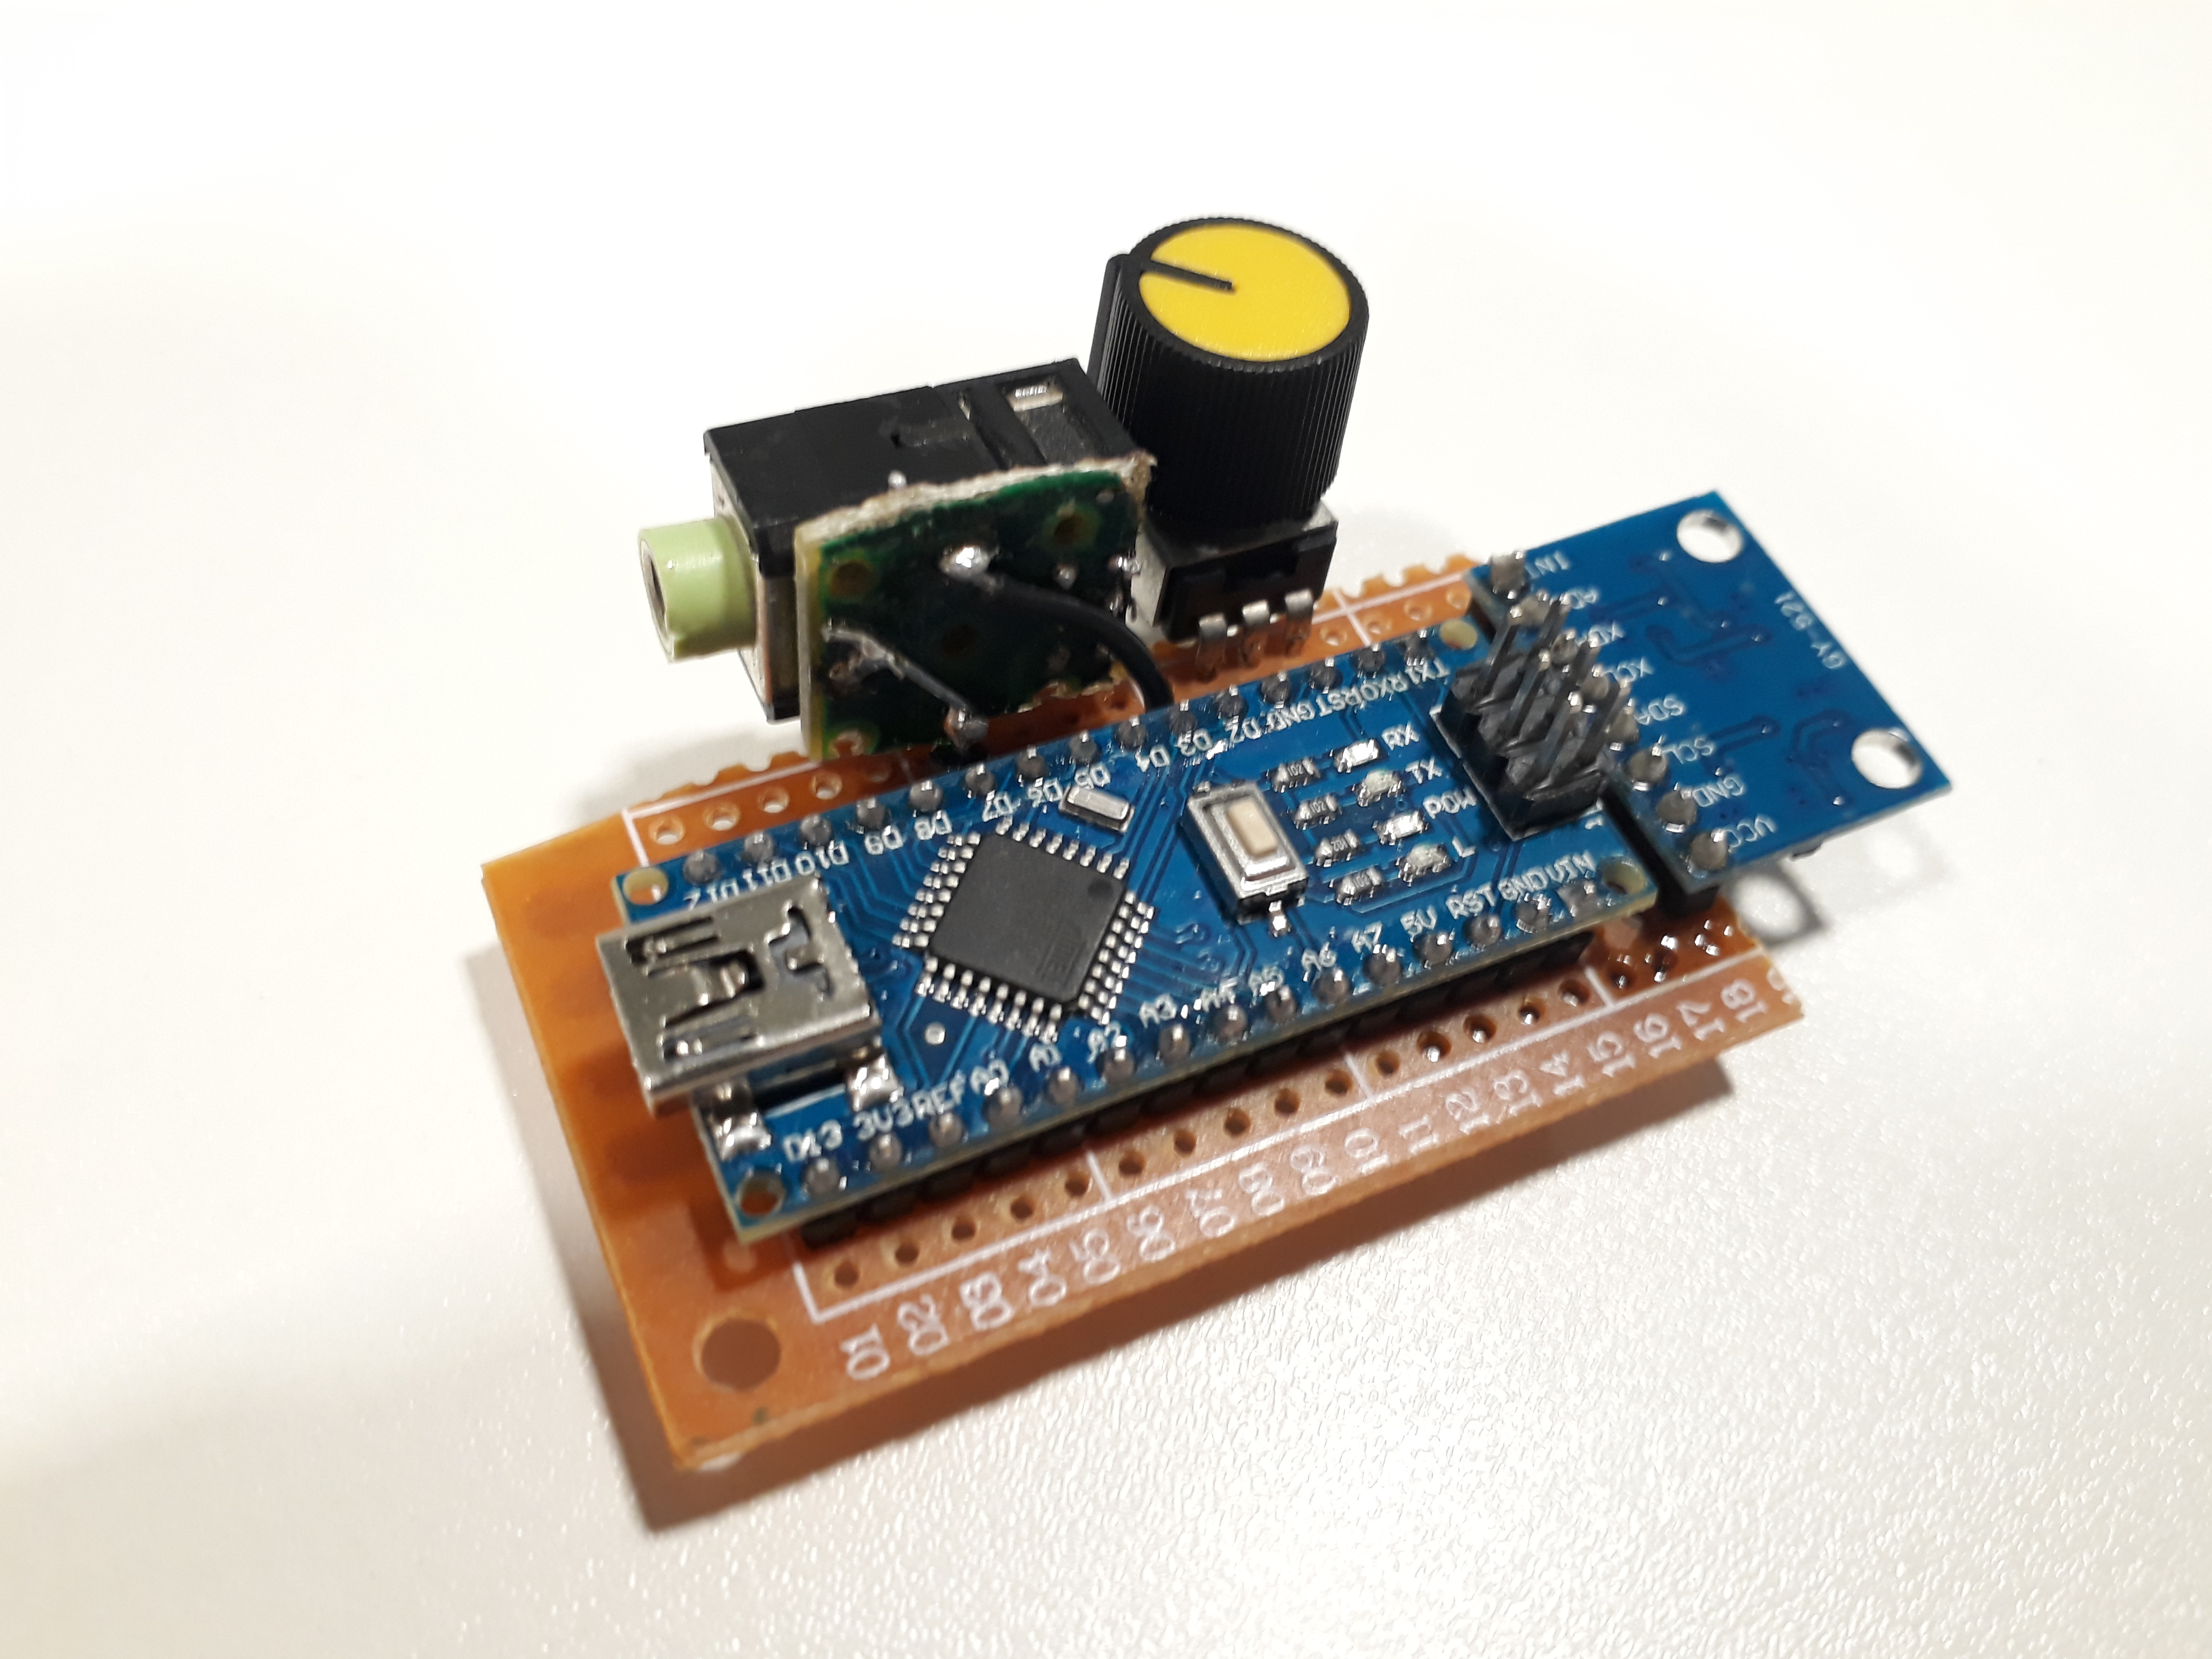 INT
AD
XD
XCL
SDA
SCL
GND
VCC
GY-521
TX1 RX0 RST GND D2 D3 D4 D5 D6 D7 D8 D9 D10 D11 D12
RX
TX
POW
L
D13 3V3 REF A0 A1 A2 A3 A4 A5 A6 A7 5V RST GND VIN
01 02 03 04 05 06 07 08 09 10 11 12 13 14 15 16 17 18